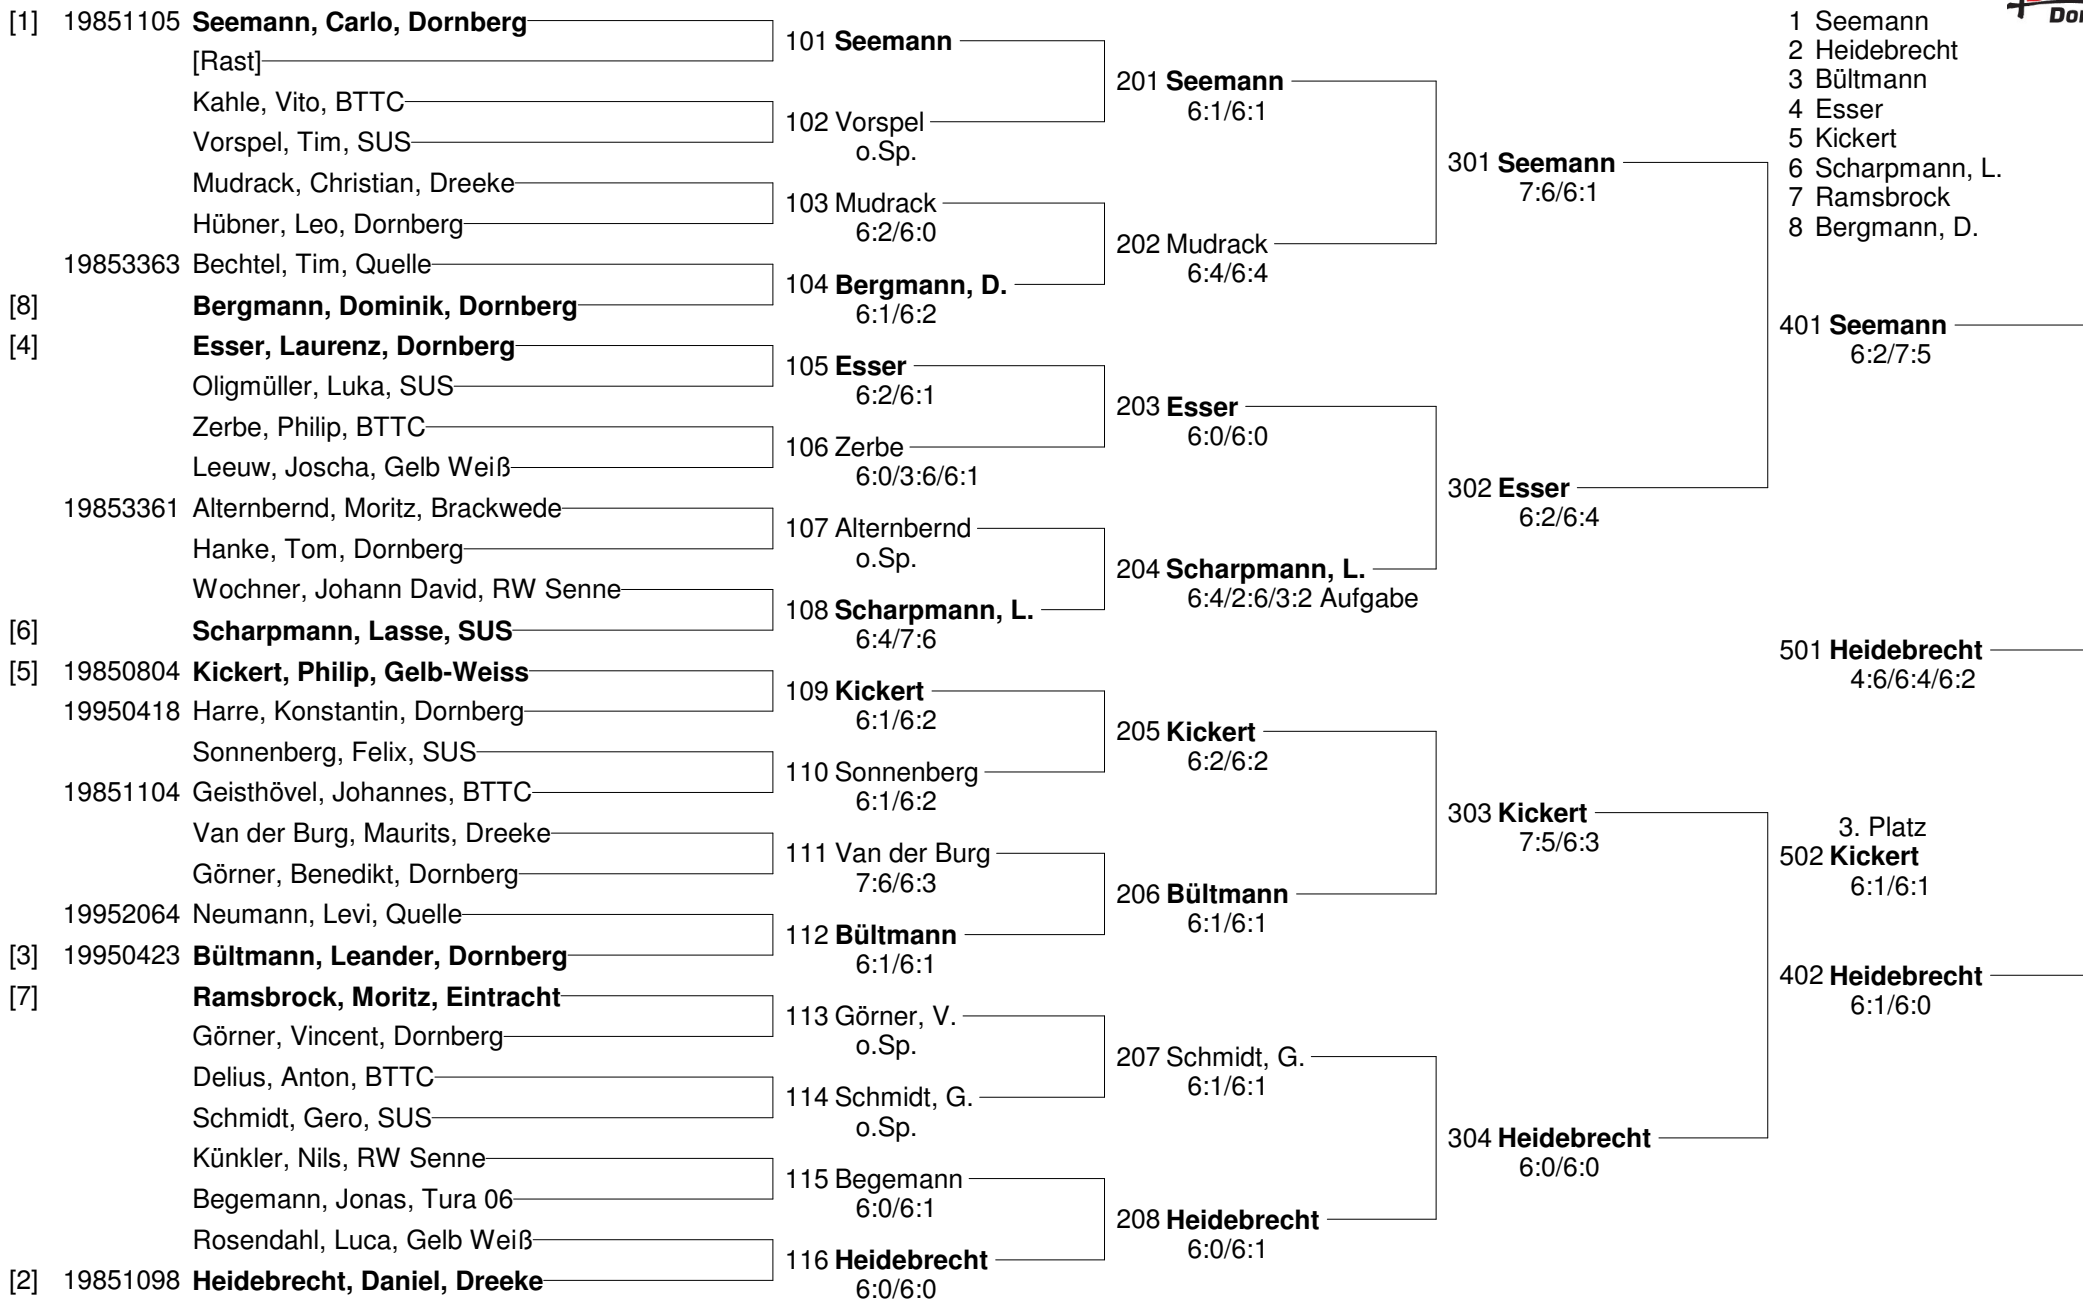 [1] 19851105 Seemann, Carlo, Dornberg
[Rast]
Kahle, Vito, BTTC
Vorspel, Tim, SUS
Mudrack, Christian, Dreeke
Hübner, Leo, Dornberg
19853363 Bechtel, Tim, Quelle
[8] Bergmann, Dominik, Dornberg
[4] Esser, Laurenz, Dornberg
Oligmüller, Luka, SUS
Zerbe, Philip, BTTC
Leeuw, Joscha, Gelb Weiß
19853361 Alternbernd, Moritz, Brackwede
Hanke, Tom, Dornberg
Wochner, Johann David, RW Senne
[6] Scharpmann, Lasse, SUS
[5] 19850804 Kickert, Philip, Gelb-Weiss
19950418 Harre, Konstantin, Dornberg
Sonnenberg, Felix, SUS
19851104 Geisthövel, Johannes, BTTC
Van der Burg, Maurits, Dreeke
Görner, Benedikt, Dornberg
19952064 Neumann, Levi, Quelle
[3] 19950423 Bültmann, Leander, Dornberg
[7] Ramsbrock, Moritz, Eintracht
Görner, Vincent, Dornberg
Delius, Anton, BTTC
Schmidt, Gero, SUS
Künkler, Nils, RW Senne
Begemann, Jonas, Tura 06
Rosendahl, Luca, Gelb Weiß
[2] 19851098 Heidebrecht, Daniel, Dreeke
101 Seemann
102 Vorspel
o.Sp.
103 Mudrack
6:2/6:0
104 Bergmann, D.
6:1/6:2
105 Esser
6:2/6:1
106 Zerbe
6:0/3:6/6:1
107 Alternbernd
o.Sp.
108 Scharpmann, L.
6:4/7:6
109 Kickert
6:1/6:2
110 Sonnenberg
6:1/6:2
111 Van der Burg
7:6/6:3
112 Bültmann
6:1/6:1
113 Görner, V.
o.Sp.
114 Schmidt, G.
o.Sp.
115 Begemann
6:0/6:1
116 Heidebrecht
6:0/6:0
201 Seemann
6:1/6:1
202 Mudrack
6:4/6:4
203 Esser
6:0/6:0
204 Scharpmann, L.
6:4/2:6/3:2 Aufgabe
205 Kickert
6:2/6:2
206 Bültmann
6:1/6:1
207 Schmidt, G.
6:1/6:1
208 Heidebrecht
6:0/6:1
301 Seemann
7:6/6:1
302 Esser
6:2/6:4
303 Kickert
7:5/6:3
304 Heidebrecht
6:0/6:0
1 Seemann
2 Heidebrecht
3 Bültmann
4 Esser
5 Kickert
6 Scharpmann, L.
7 Ramsbrock
8 Bergmann, D.
401 Seemann
6:2/7:5
501 Heidebrecht
4:6/6:4/6:2
3. Platz
502 Kickert
6:1/6:1
402 Heidebrecht
6:1/6:0